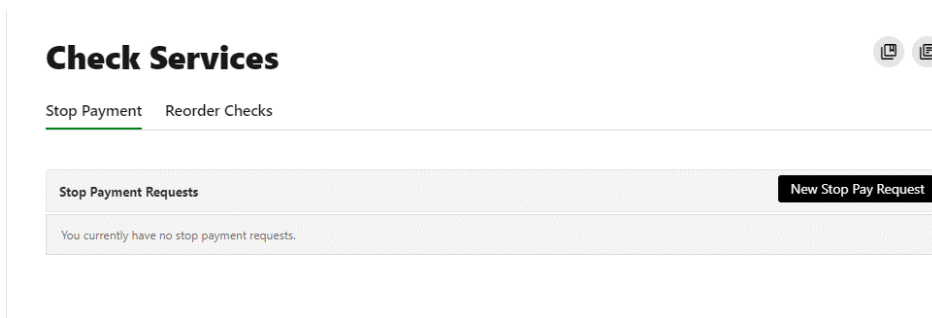 Check Services
Stop Payment Reorder Checks
Stop Payment Requests New Stop Pay Request
You currently have no stop payment requests.